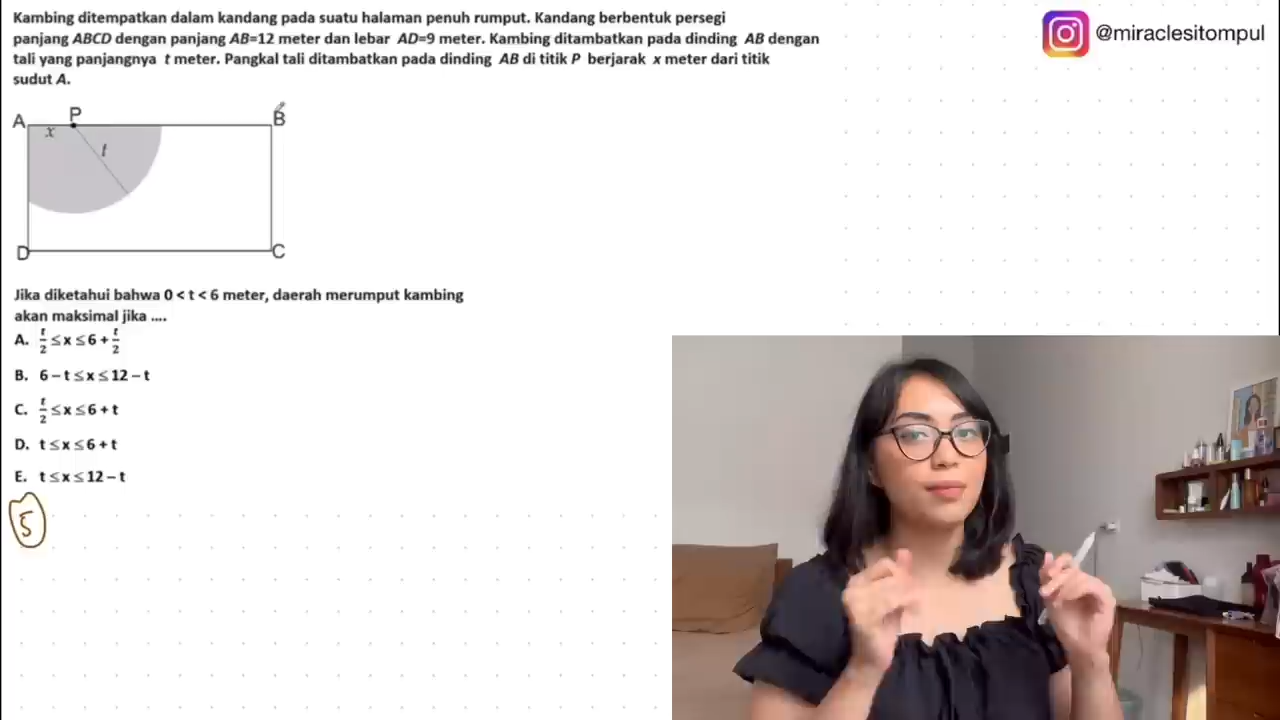 Kambing ditempatkan dalam kandang pada suatu halaman penuh rumput. Kandang berbentuk persegi
panjang ABCD dengan panjang AB=12 meter dan lebar AD=9 meter. Kambing ditambatkan pada dinding AB dengan
tali yang panjangnya t meter. Pangkal tali ditambatkan pada dinding AB di titik P berjarak x meter dari titik
sudut A.
@miraclesitompul
A P B
x
t
D C
Jika diketahui bahwa 0 < t < 6 meter, daerah merumput kambing
akan maksimal jika ....
A. t/2 ≤ x ≤ 6 + t/2
B. 6 – t ≤ x ≤ 12 – t
C. t/2 ≤ x ≤ 6 + t
D. t ≤ x ≤ 6 + t
E. t ≤ x ≤ 12 – t
5